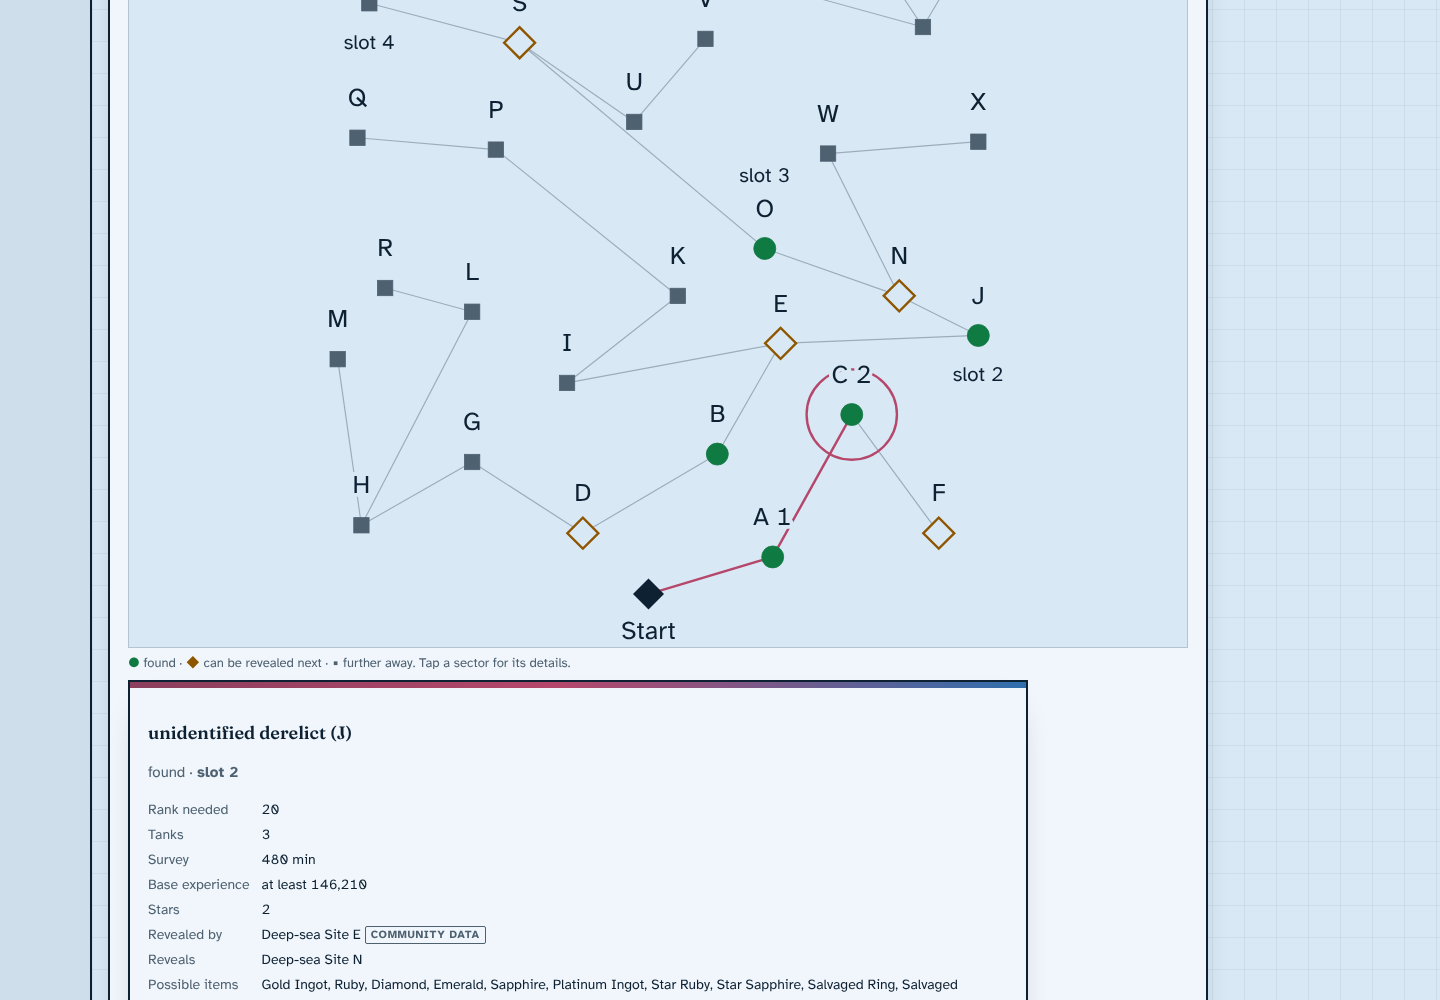 S
V
slot 4
U
Q
P
W
X
slot 3
O
R
L
K
N
M
E
J
I
C 2
slot 2
G
B
H
D
F
A 1
Start
found · can be revealed next · further away. Tap a sector for its details.
unidentified derelict (J)
found · slot 2
Rank needed 20
Tanks 3
Survey 480 min
Base experience at least 146,210
Stars 2
Revealed by Deep-sea Site E COMMUNITY DATA
Reveals Deep-sea Site N
Possible items Gold Ingot, Ruby, Diamond, Emerald, Sapphire, Platinum Ingot, Star Ruby, Star Sapphire, Salvaged Ring, Salvaged